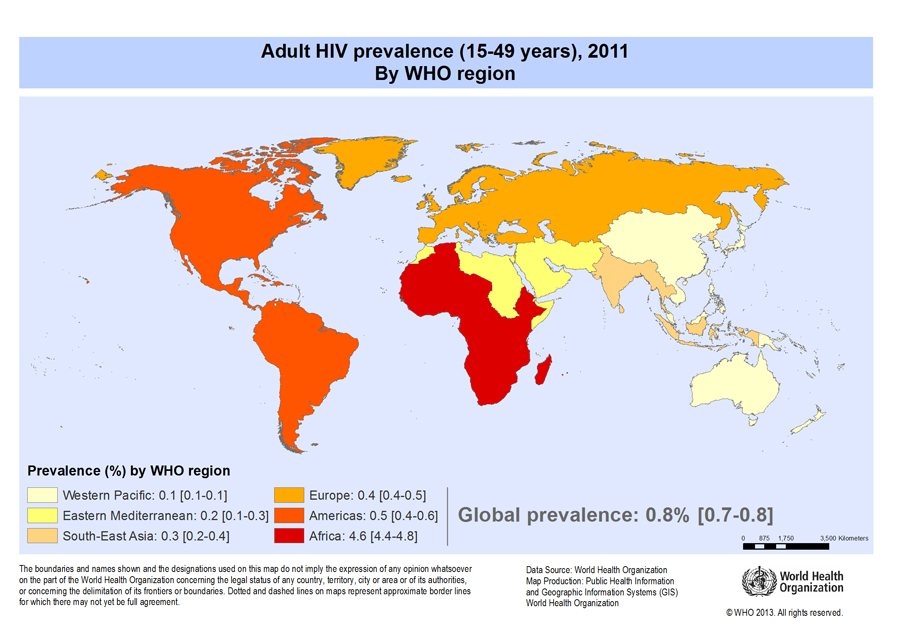 Adult HIV prevalence (15-49 years), 2011
By WHO region
Prevalence (%) by WHO region
Western Pacific: 0.1 [0.1-0.1]
Eastern Mediterranean: 0.2 [0.1-0.3]
South-East Asia: 0.3 [0.2-0.4]
Europe: 0.4 [0.4-0.5]
Americas: 0.5 [0.4-0.6]
Africa: 4.6 [4.4-4.8]
Global prevalence: 0.8% [0.7-0.8]
0 875 1,750 3,500 Kilometers
The boundaries and names shown and the designations used on this map do not imply the expression of any opinion whatsoever
on the part of the World Health Organization concerning the legal status of any country, territory, city or area or of its authorities,
or concerning the delimitation of its frontiers or boundaries. Dotted and dashed lines on maps represent approximate border lines
for which there may not yet be full agreement.
Data Source: World Health Organization
Map Production: Public Health Information
and Geographic Information Systems (GIS)
World Health Organization
World Health
Organization
© WHO 2013. All rights reserved.